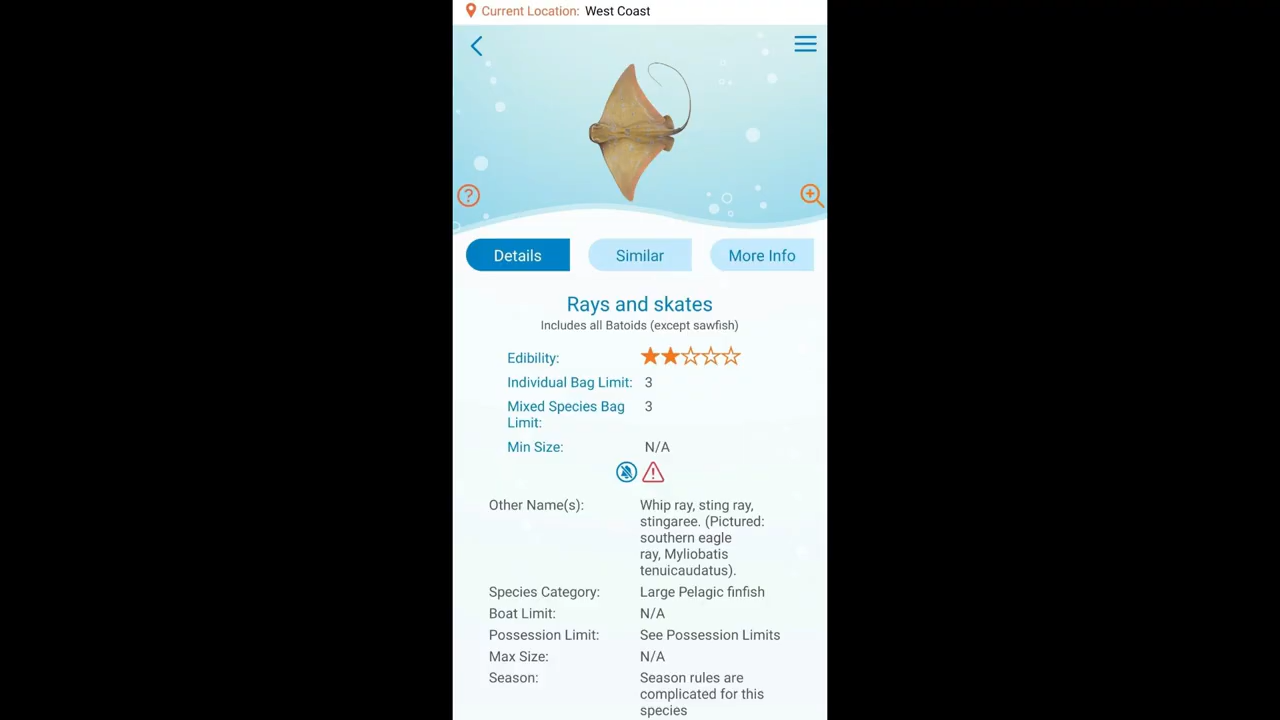 Current Location: West Coast
?
Details Similar More Info
Rays and skates
Includes all Batoids (except sawfish)
Edibility:
Individual Bag Limit: 3
Mixed Species Bag 3
Limit:
Min Size: N/A
Other Name(s): Whip ray, sting ray,
stingaree. (Pictured:
southern eagle
ray, Myliobatis
tenuicaudatus).
Species Category: Large Pelagic finfish
Boat Limit: N/A
Possession Limit: See Possession Limits
Max Size: N/A
Season: Season rules are
complicated for this
species